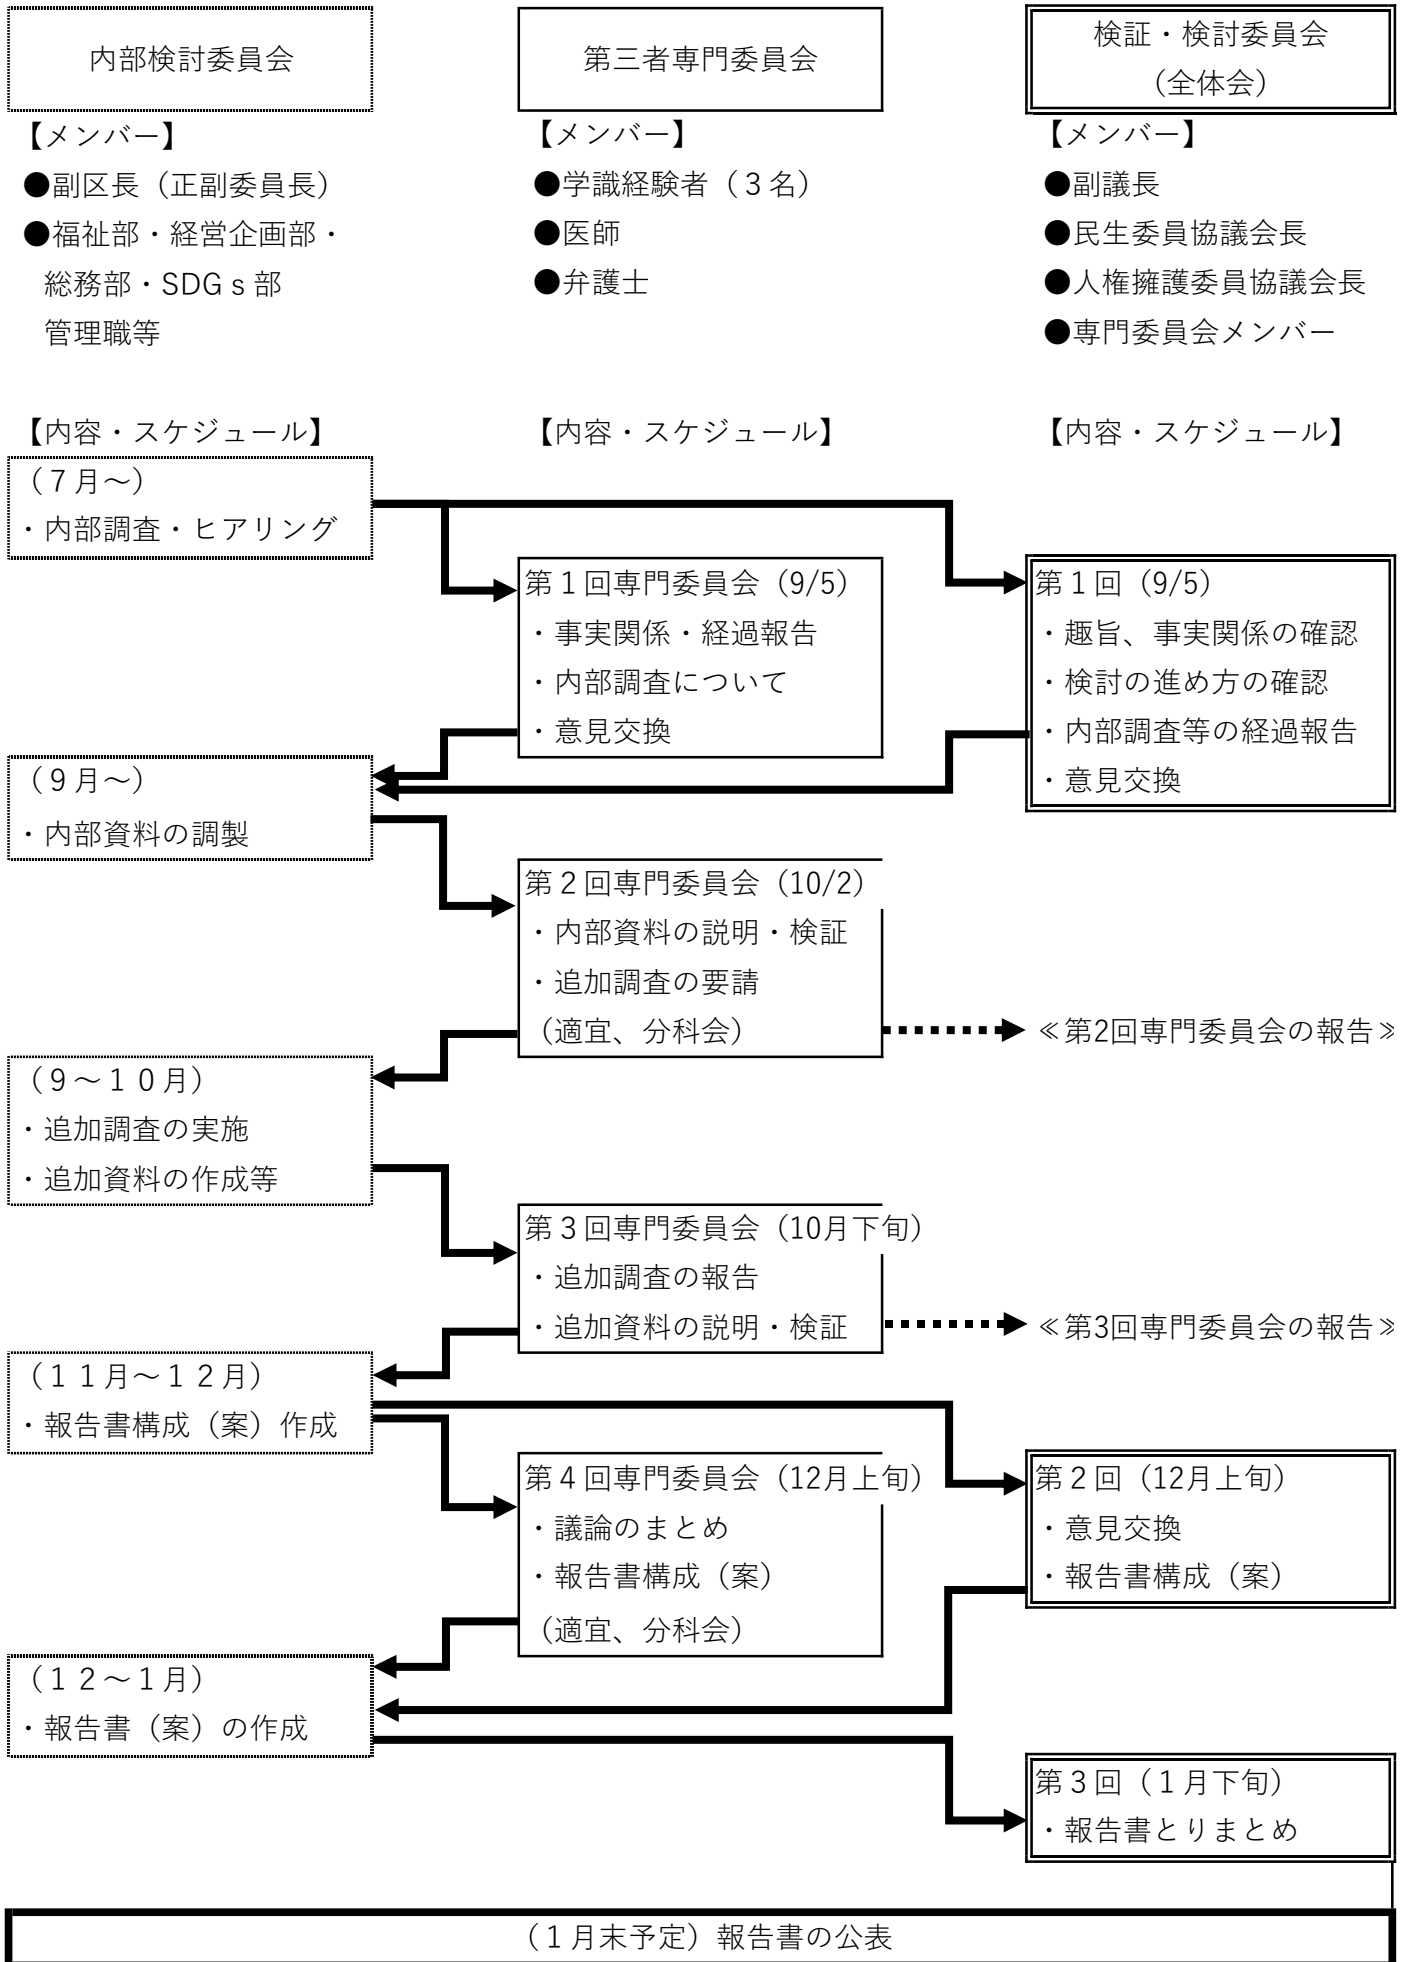 内部検討委員会
第三者専門委員会
検証・検討委員会
（全体会）
【メンバー】
●副区長（正副委員長）
●福祉部・経営企画部・
総務部・SDGｓ部
管理職等
【メンバー】
●学識経験者（３名）
●医師
●弁護士
【メンバー】
●副議長
●民生委員協議会長
●人権擁護委員協議会長
●専門委員会メンバー
【内容・スケジュール】
【内容・スケジュール】
【内容・スケジュール】
（７月～）
・内部調査・ヒアリング
第１回専門委員会（9/5）
・事実関係・経過報告
・内部調査について
・意見交換
第１回（9/5）
・趣旨、事実関係の確認
・検討の進め方の確認
・内部調査等の経過報告
・意見交換
（９月～）
・内部資料の調製
第２回専門委員会（10/2）
・内部資料の説明・検証
・追加調査の要請
（適宜、分科会）
≪第2回専門委員会の報告≫
（９～１０月）
・追加調査の実施
・追加資料の作成等
第３回専門委員会（10月下旬）
・追加調査の報告
・追加資料の説明・検証
≪第3回専門委員会の報告≫
（１１月～１２月）
・報告書構成（案）作成
第４回専門委員会（12月上旬）
・議論のまとめ
・報告書構成（案）
（適宜、分科会）
第２回（12月上旬）
・意見交換
・報告書構成（案）
（１２～１月）
・報告書（案）の作成
第３回（１月下旬）
・報告書とりまとめ
（１月末予定）報告書の公表